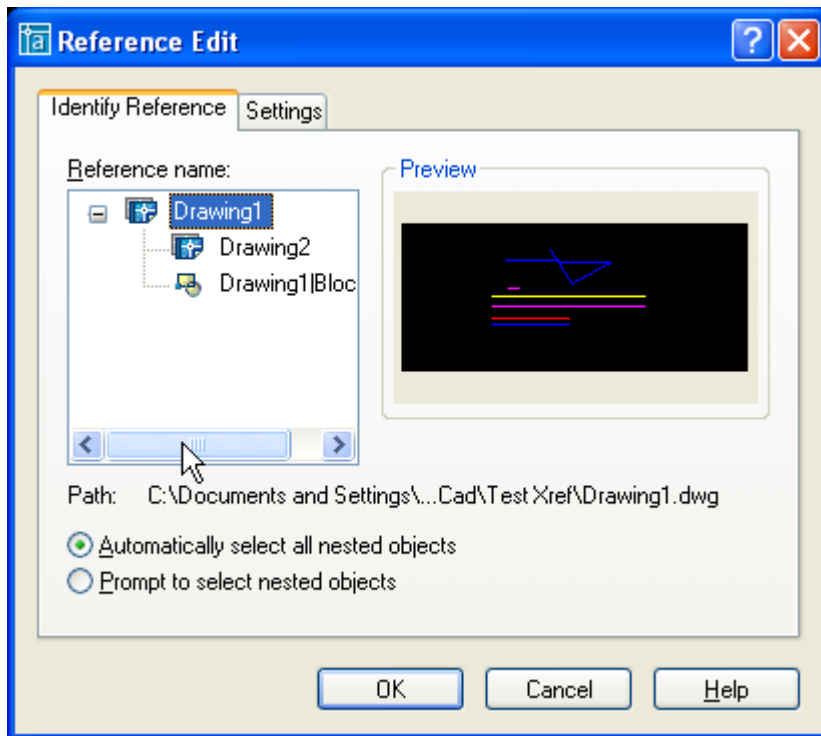 Reference Edit
Identify Reference
Settings
Reference name:
Preview
Drawing1
Drawing2
Drawing1|Bloc
Path: C:\Documents and Settings\...Cad\Test Xref\Drawing1.dwg
Automatically select all nested objects
Prompt to select nested objects
OK
Cancel
Help